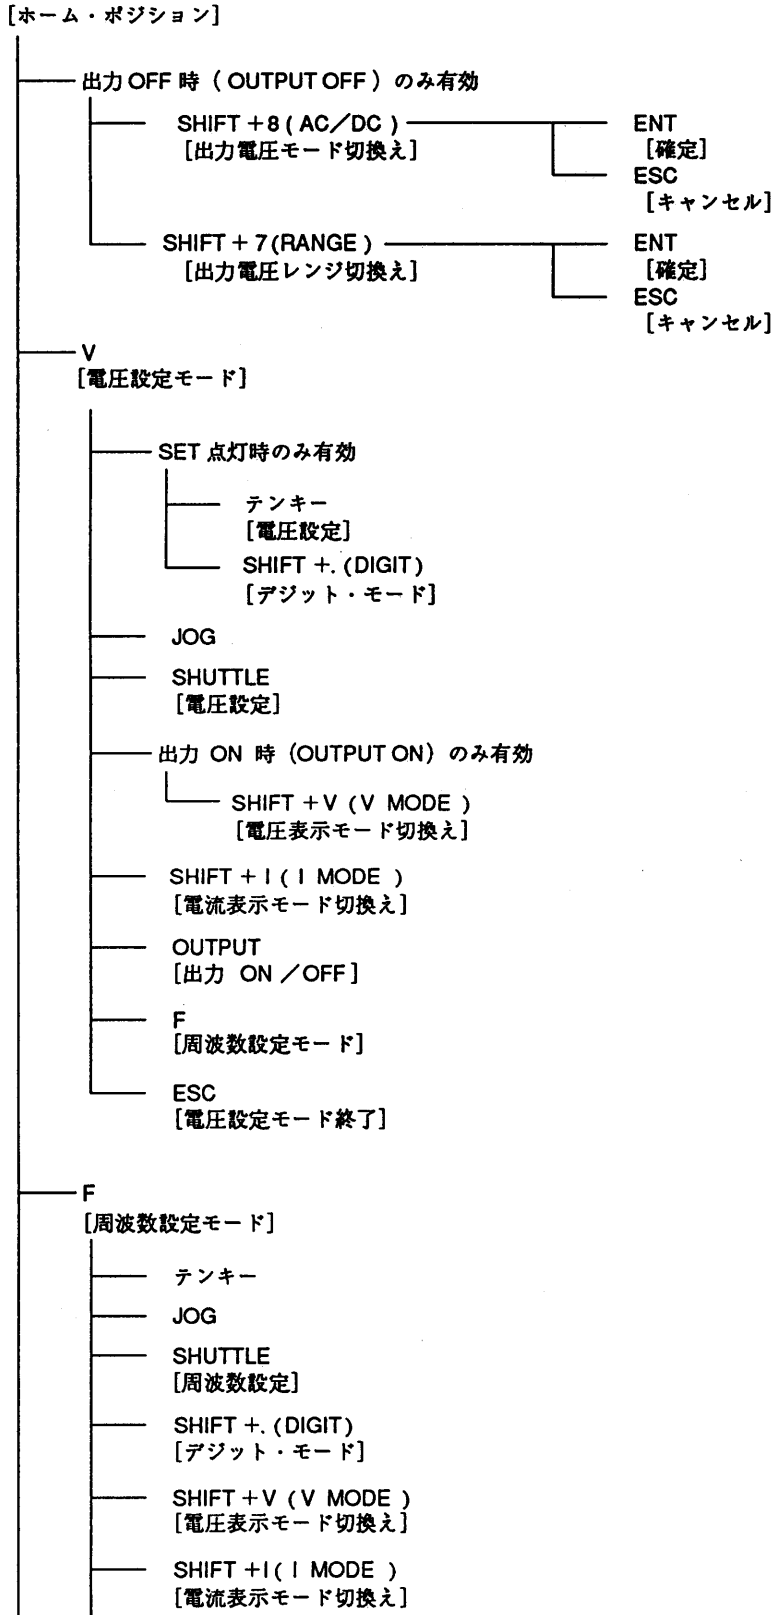 [ホーム・ポジション]
出力 OFF 時 ( OUTPUT OFF ) のみ有効
SHIFT +8 ( AC/DC )
[出力電圧モード切換え]
ENT
[確定]
ESC
[キャンセル]
SHIFT + 7 (RANGE )
[出力電圧レンジ切換え]
ENT
[確定]
ESC
[キャンセル]
V
[電圧設定モード]
SET 点灯時のみ有効
テンキー
[電圧設定]
SHIFT +. (DIGIT)
[デジット・モード]
JOG
SHUTTLE
[電圧設定]
出力 ON 時 (OUTPUT ON) のみ有効
SHIFT +V (V MODE )
[電圧表示モード切換え]
SHIFT + I ( I MODE )
[電流表示モード切換え]
OUTPUT
[出力 ON /OFF]
F
[周波数設定モード]
ESC
[電圧設定モード終了]
F
[周波数設定モード]
テンキー
JOG
SHUTTLE
[周波数設定]
SHIFT +. (DIGIT)
[デジット・モード]
SHIFT +V (V MODE )
[電圧表示モード切換え]
SHIFT +I ( I MODE )
[電流表示モード切換え]